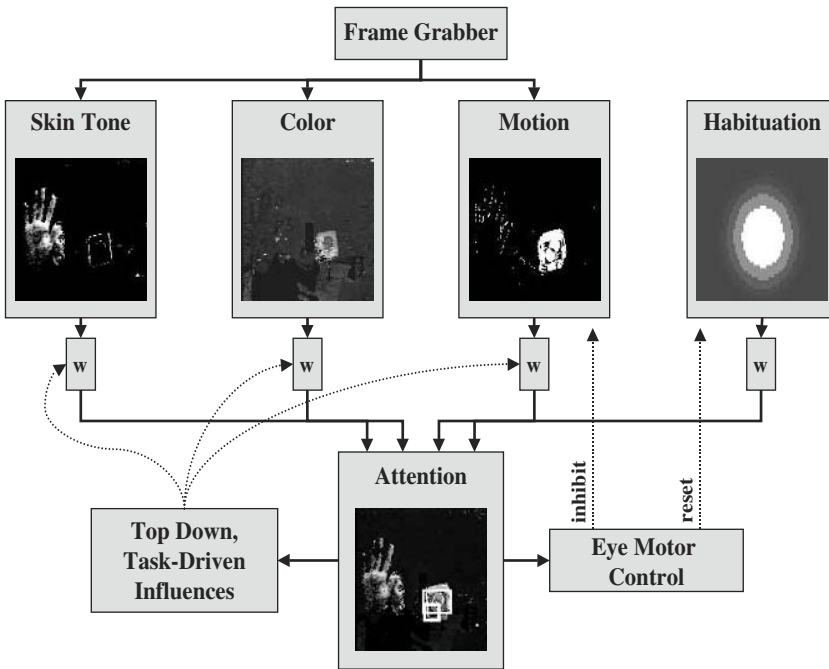 Frame Grabber
Skin Tone
Color
Motion
Habituation
w
w
w
w
Attention
inhibit
reset
Top Down,
Task-Driven
Influences
Eye Motor
Control